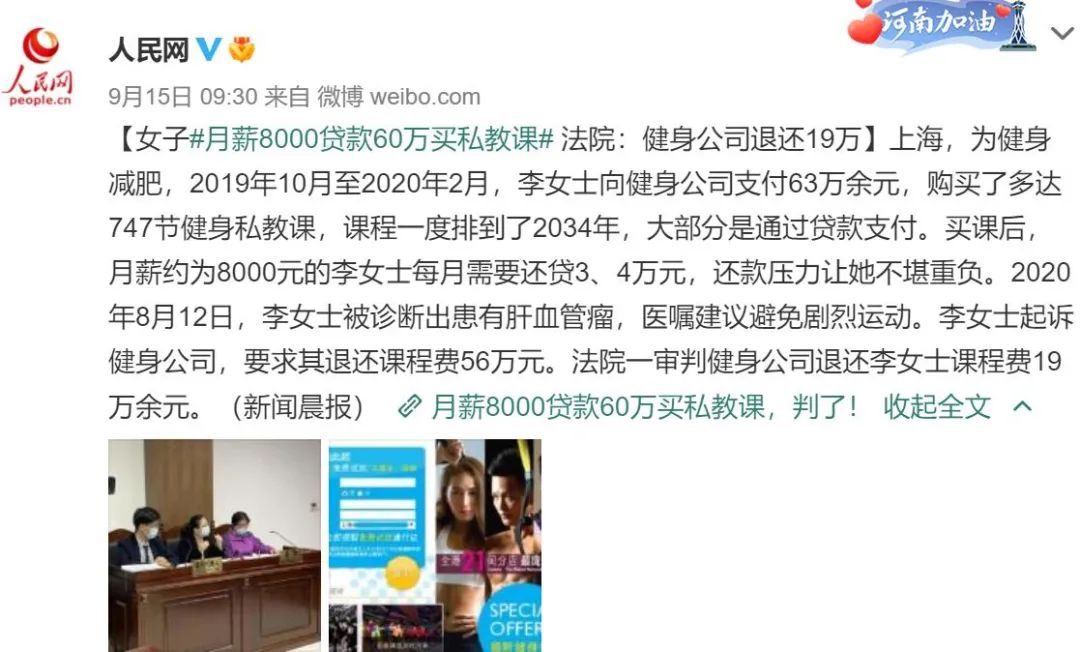 河南加油
人民网
人民网
people.cn
9月15日 09:30 来自 微博 weibo.com
【女子#月薪8000贷款60万买私教课# 法院：健身公司退还19万】上海，为健身
减肥，2019年10月至2020年2月，李女士向健身公司支付63万余元，购买了多达
747节健身私教课，课程一度排到了2034年，大部分是通过贷款支付。买课后，
月薪约为8000元的李女士每月需要还贷3、4万元，还款压力让她不堪重负。2020
年8月12日，李女士被诊断出患有肝血管瘤，医嘱建议避免剧烈运动。李女士起诉
健身公司，要求其退还课程费56万元。法院一审判健身公司退还李女士课程费19
万余元。（新闻晨报） 月薪8000贷款60万买私教课，判了！ 收起全文
全港21间分店
SPECIA
OFFER